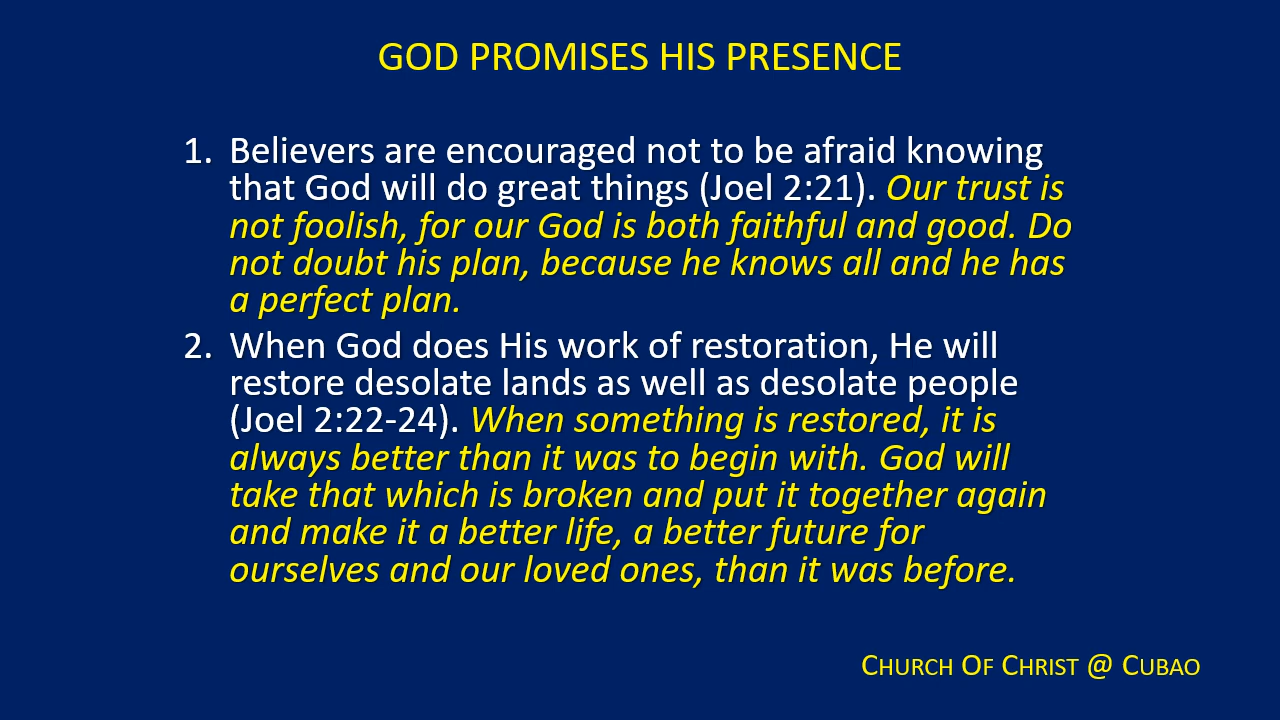 GOD PROMISES HIS PRESENCE
1. Believers are encouraged not to be afraid knowing
that God will do great things (Joel 2:21). Our trust is
not foolish, for our God is both faithful and good. Do
not doubt his plan, because he knows all and he has
a perfect plan.
2. When God does His work of restoration, He will
restore desolate lands as well as desolate people
(Joel 2:22-24). When something is restored, it is
always better than it was to begin with. God will
take that which is broken and put it together again
and make it a better life, a better future for
ourselves and our loved ones, than it was before.
CHURCH OF CHRIST @ CUBAO